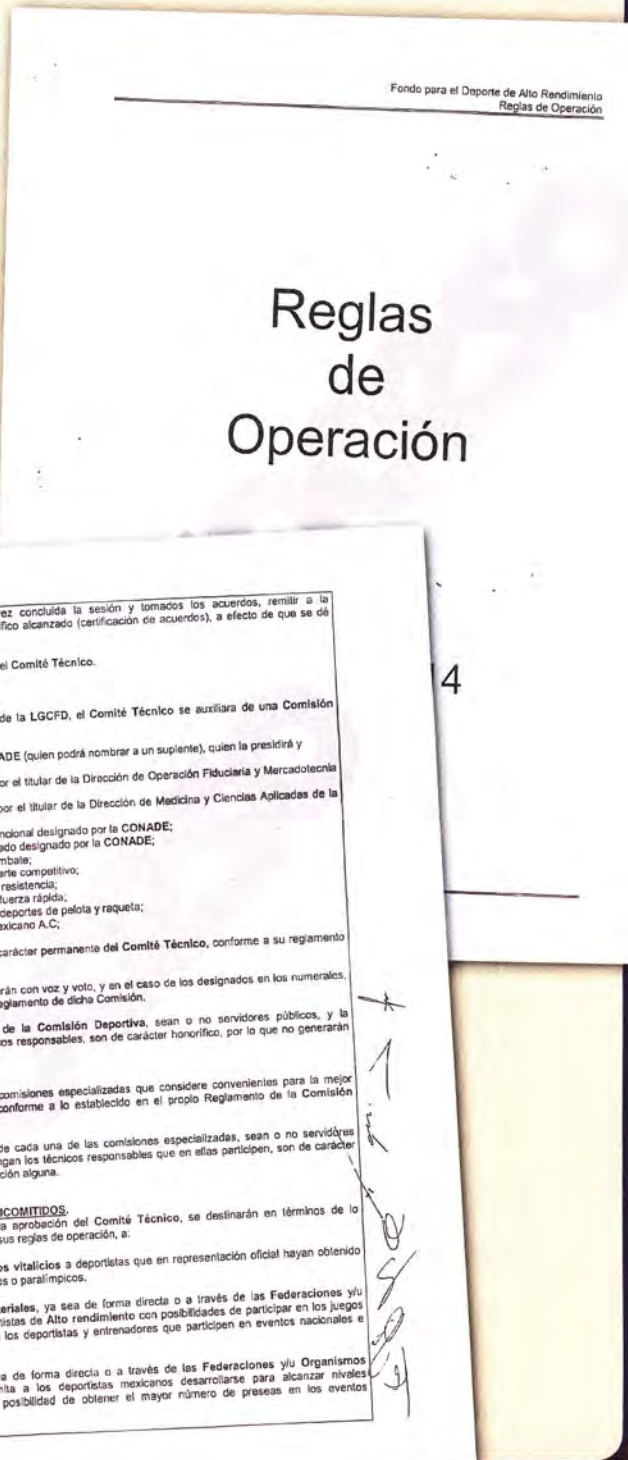 Fondo para el Deporte de Alto Rendimiento
Reglas de Operación
Reglas
de
Operación
4
ez concluida la sesión y tomados los acuerdos, remitir a la
fico alcanzado (certificación de acuerdos), a efecto de que se dé
el Comité Técnico.
de la LGCFD, el Comité Técnico se auxiliara de una Comisión
ADE (quien podrá nombrar a un suplente), quien la presidirá y
or el titular de la Dirección de Operación Fiduciaria y Mercadotecnia
por el titular de la Dirección de Medicina y Ciencias Aplicadas de la
ncional designado por la CONADE;
ado designado por la CONADE;
mbate;
arte competitivo;
resistencia;
fuerza rápida;
deportes de pelota y raqueta;
exicano A.C;
carácter permanente del Comité Técnico, conforme a su reglamento
rán con voz y voto, y en el caso de los designados en los numerales,
eglamento de dicha Comisión.
de la Comisión Deportiva, sean o no servidores públicos, y la
os responsables, son de carácter honorífico, por lo que no generarán
comisiones especializadas que considere convenientes para la mejor
conforme a lo establecido en el propio Reglamento de la Comisión
de cada una de las comisiones especializadas, sean o no servidores
ngan los técnicos responsables que en ellas participen, son de carácter
ción alguna.
ICOMITIDOS.
a aprobación del Comité Técnico, se destinarán en términos de lo
sus reglas de operación, a:
os vitalicios a deportistas que en representación oficial hayan obtenido
s o paralímpicos.
teriales, ya sea de forma directa o a través de las Federaciones y/u
tistas de Alto rendimiento con posibilidades de participar en los juegos
los deportistas y entrenadores que participen en eventos nacionales e
a de forma directa o a través de las Federaciones y/u Organismos
mita a los deportistas mexicanos desarrollarse para alcanzar niveles
posibilidad de obtener el mayor número de preseas en los eventos